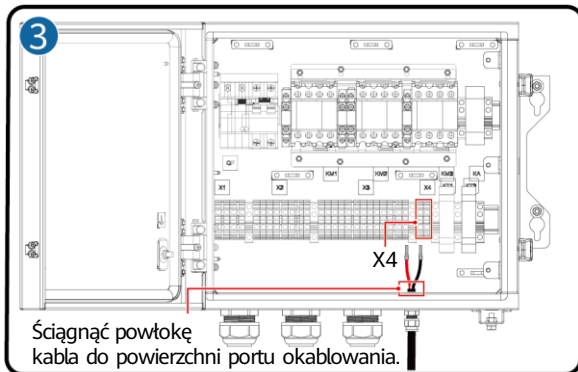 3
QF
KM1
KM2
KM3
KA
X1
X2
X3
X4
X4
Ściągnąć powłokę
kabla do powierzchni portu okablowania.